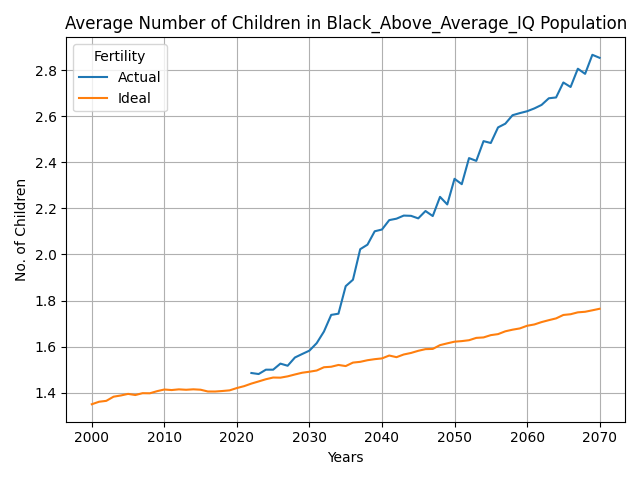 Average Number of Children in Black_Above_Average_IQ Population
Fertility
Actual
Ideal
No. of Children
2.8
2.6
2.4
2.2
2.0
1.8
1.6
1.4
2000 2010 2020 2030 2040 2050 2060 2070
Years